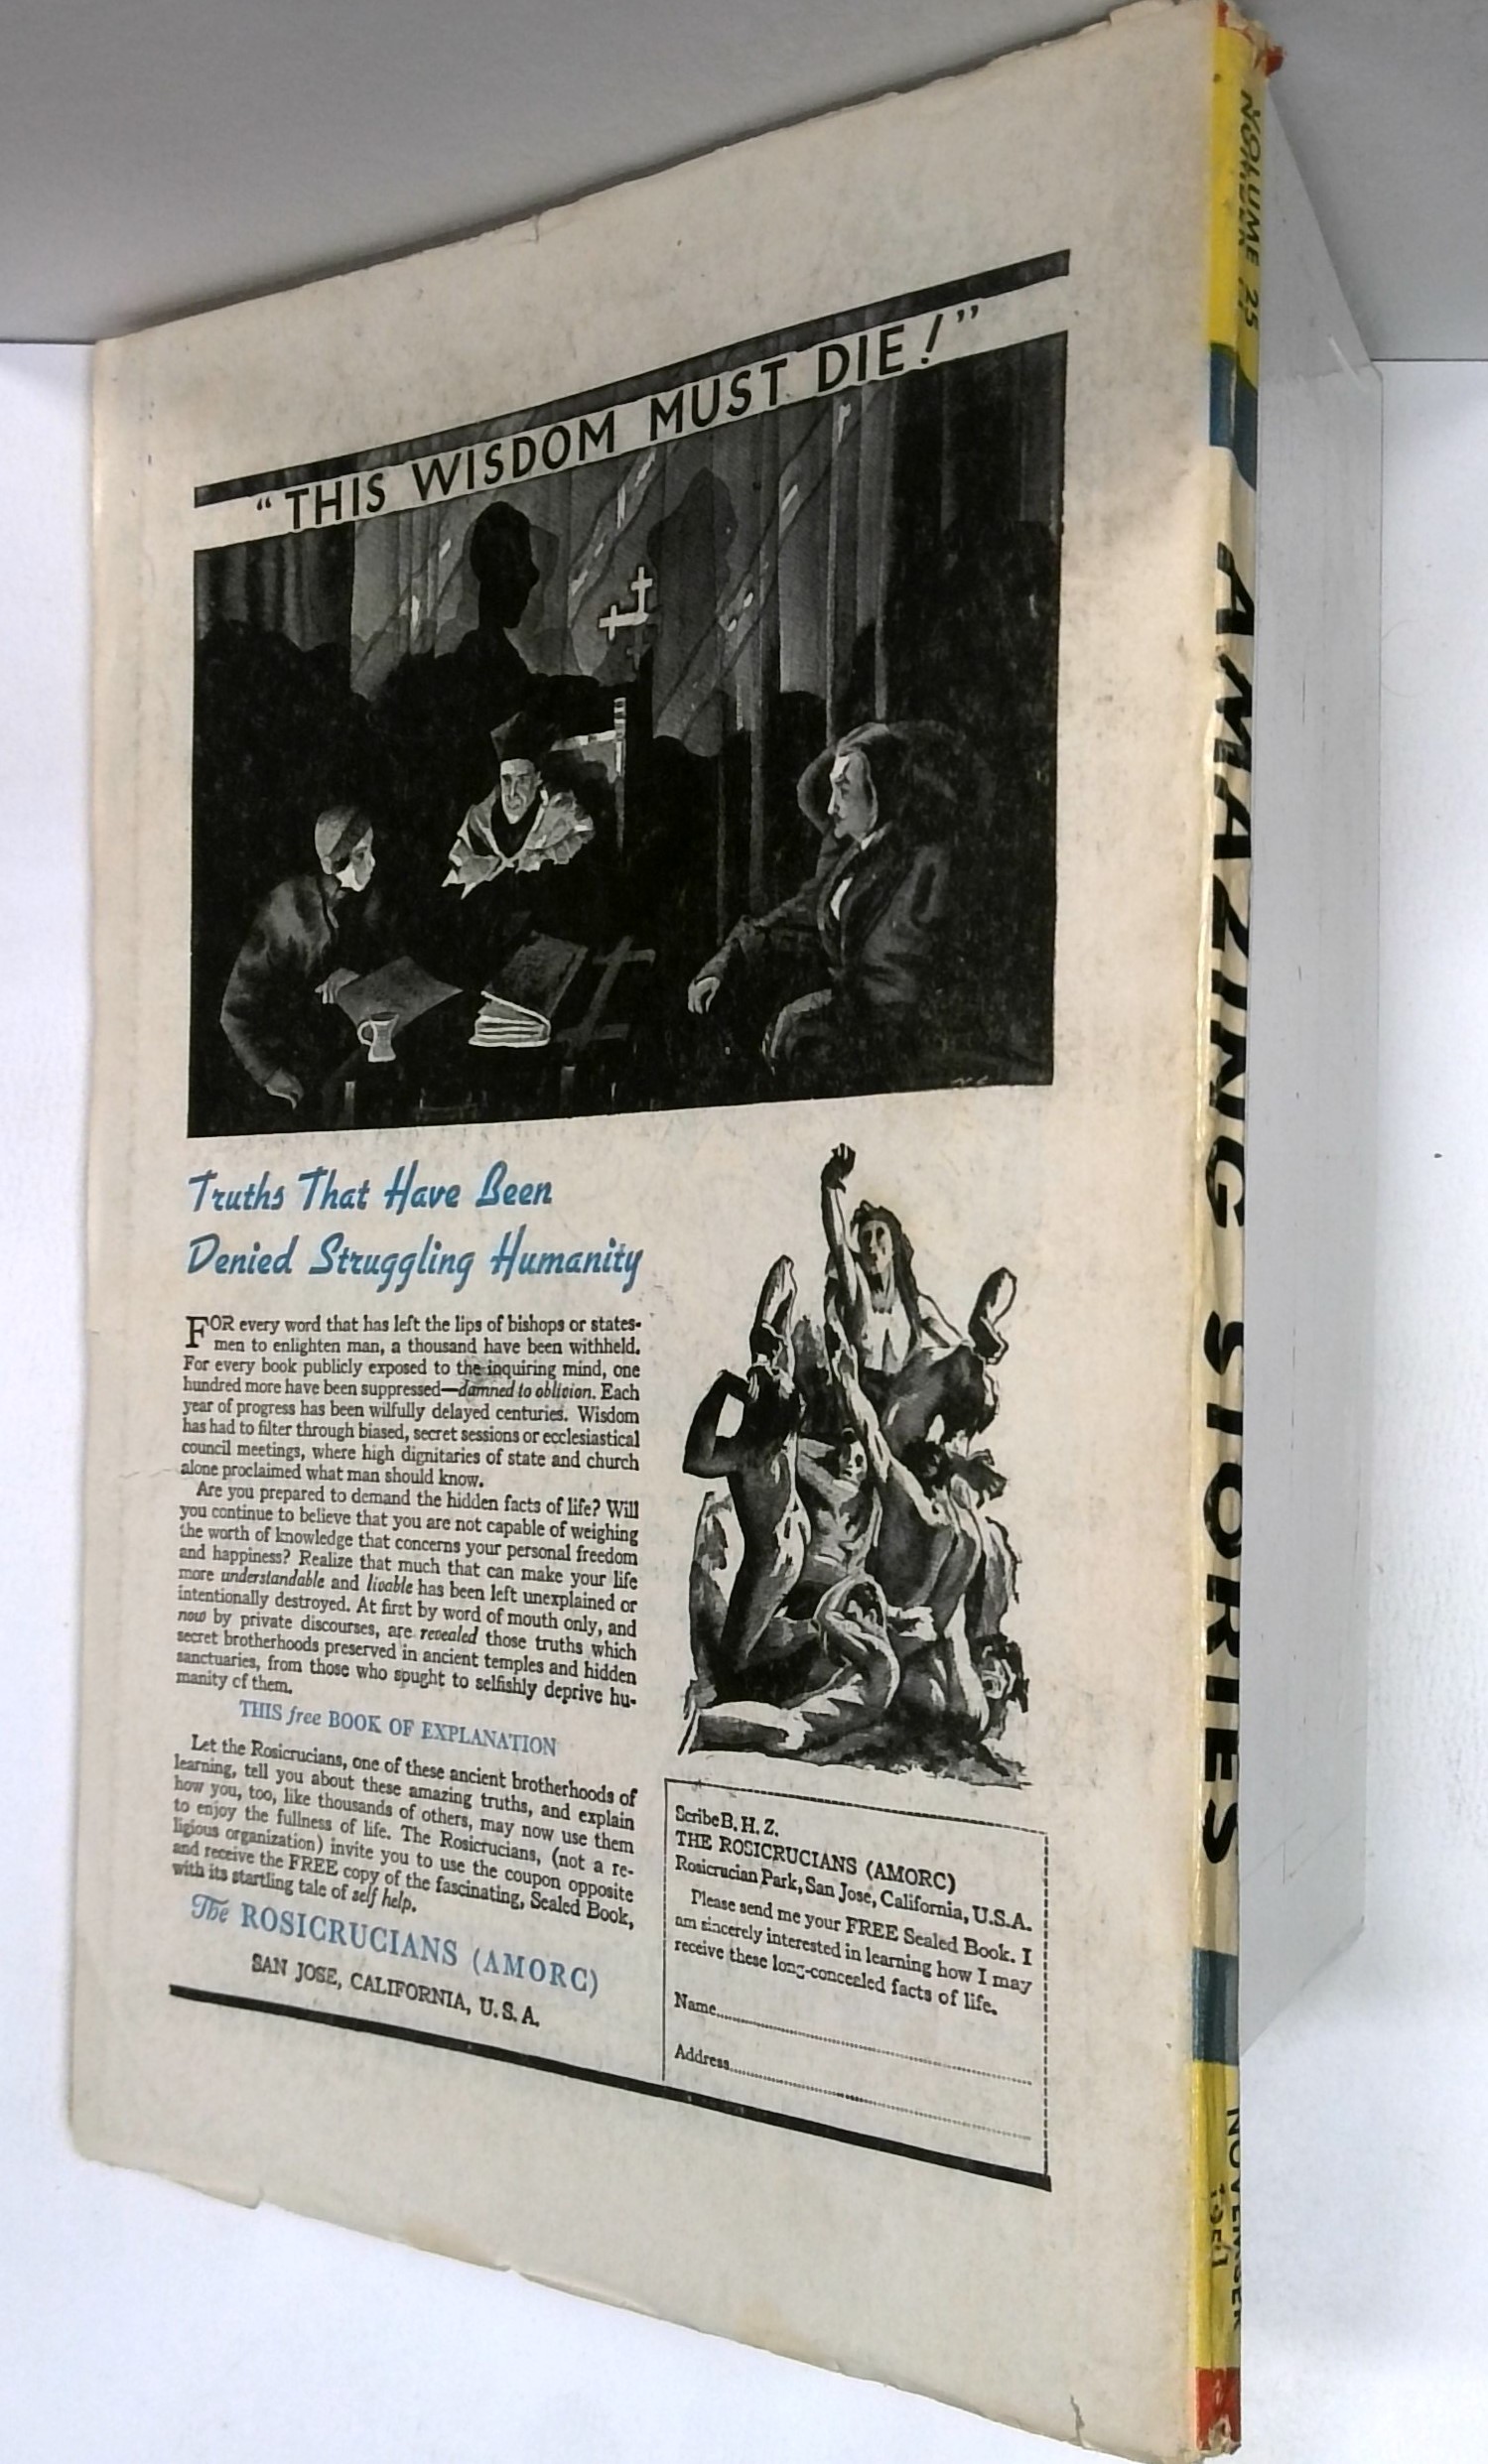 “THIS WISDOM MUST DIE!”
Truths That Have Been
Denied Struggling Humanity
FOR every word that has left the lips of bishops or states-
men to enlighten man, a thousand have been withheld.
For every book publicly exposed to the inquiring mind, one
hundred more have been suppressed—damned to oblivion. Each
year of progress has been wilfully delayed centuries. Wisdom
has had to filter through biased, secret sessions or ecclesiastical
council meetings, where high dignitaries of state and church
alone proclaimed what man should know.
Are you prepared to demand the hidden facts of life? Will
you continue to believe that you are not capable of weighing
the worth of knowledge that concerns your personal freedom
and happiness? Realize that much that can make your life
more understandable and livable has been left unexplained or
intentionally destroyed. At first by word of mouth only, and
now by private discourses, are revealed those truths which
secret brotherhoods preserved in ancient temples and hidden
sanctuaries, from those who sought to selfishly deprive hu-
manity of them.
THIS free BOOK OF EXPLANATION
Let the Rosicrucians, one of these ancient brotherhoods of
learning, tell you about these amazing truths, and explain
how you, too, like thousands of others, may now use them
to enjoy the fullness of life. The Rosicrucians, (not a re-
ligious organization) invite you to use the coupon opposite
and receive the FREE copy of the fascinating, Sealed Book,
with its startling tale of self help.
The ROSICRUCIANS (AMORC)
SAN JOSE, CALIFORNIA, U.S.A.
Scribe B. H. Z.
THE ROSICRUCIANS (AMORC)
Rosicrucian Park, San Jose, California, U.S.A.
Please send me your FREE Sealed Book. I
am sincerely interested in learning how I may
receive these long-concealed facts of life.
Name
Address
VOLUME 25
NUMBER
AMAZING STORIES
NOVEMBER
1951